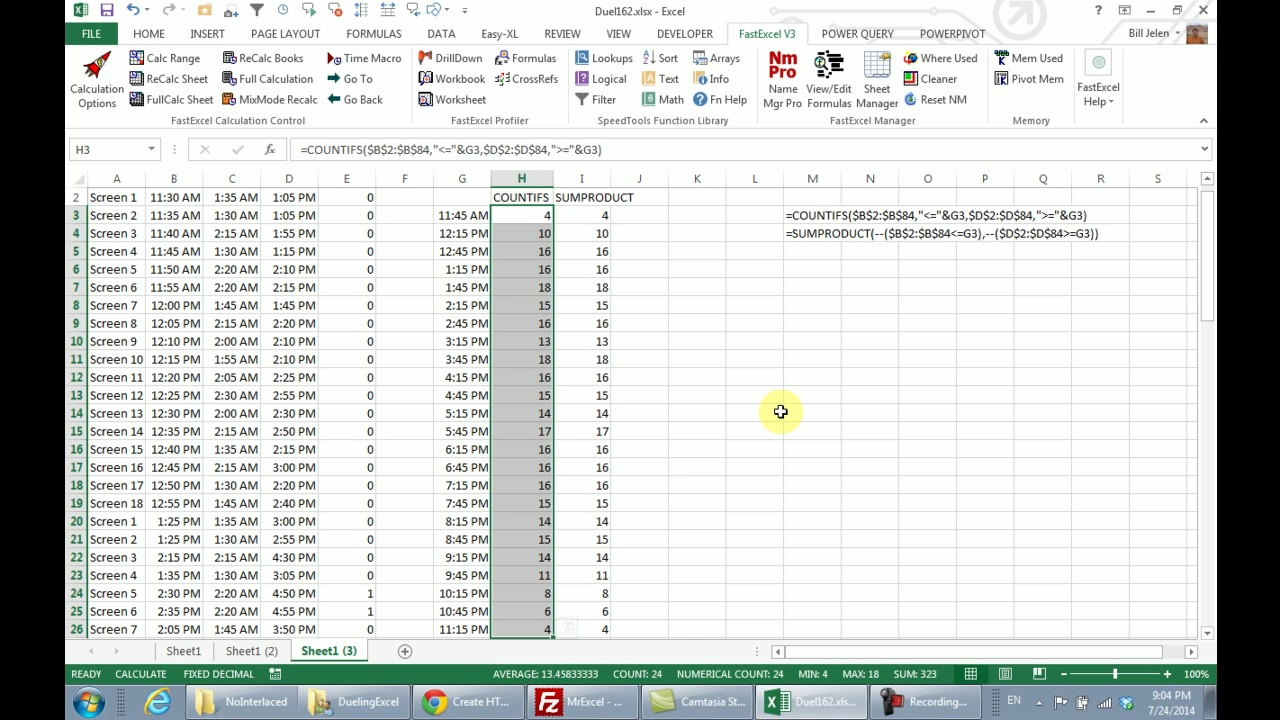 Duel162.xlsx - Excel
FILE HOME INSERT PAGE LAYOUT FORMULAS DATA Easy-XL REVIEW VIEW DEVELOPER FastExcel V3 POWER QUERY POWERPIVOT Bill Jelen
Calculation Options
Calc Range ReCalc Books Time Macro
ReCalc Sheet Full Calculation Go To
FullCalc Sheet MixMode Recalc Go Back
FastExcel Calculation Control
DrillDown Formulas
Workbook CrossRefs
Worksheet
FastExcel Profiler
Lookups Sort Arrays
Logical Text Info
Filter Math Fn Help
SpeedTools Function Library
Nm Pro
Name Mgr Pro
View/Edit Formulas
Sheet Manager
Where Used
Cleaner
Reset NM
FastExcel Manager
Mem Used
Pivot Mem
Memory
FastExcel Help
H3 fx =COUNTIFS($B$2:$B$84,"<="&G3,$D$2:$D$84,">="&G3)
A B C D E F G H I J K L M N O P Q R S
2 Screen 1 11:30 AM 1:35 AM 1:05 PM 0 COUNTIFS SUMPRODUCT
3 Screen 2 11:35 AM 1:30 AM 1:05 PM 0 11:45 AM 4 4 =COUNTIFS($B$2:$B$84,"<="&G3,$D$2:$D$84,">="&G3)
4 Screen 3 11:40 AM 2:15 AM 1:55 PM 0 12:15 PM 10 10 =SUMPRODUCT(--($B$2:$B$84<=G3),--($D$2:$D$84>=G3))
5 Screen 4 11:45 AM 1:30 AM 1:15 PM 0 12:45 PM 16 16
6 Screen 5 11:50 AM 2:20 AM 2:10 PM 0 1:15 PM 16 16
7 Screen 6 11:55 AM 2:20 AM 2:15 PM 0 1:45 PM 18 18
8 Screen 7 12:00 PM 1:45 AM 1:45 PM 0 2:15 PM 15 15
9 Screen 8 12:05 PM 2:15 AM 2:20 PM 0 2:45 PM 16 16
10 Screen 9 12:10 PM 2:00 AM 2:10 PM 0 3:15 PM 13 13
11 Screen 10 12:15 PM 1:55 AM 2:10 PM 0 3:45 PM 18 18
12 Screen 11 12:20 PM 2:05 AM 2:25 PM 0 4:15 PM 16 16
13 Screen 12 12:25 PM 2:30 AM 2:55 PM 0 4:45 PM 15 15
14 Screen 13 12:30 PM 2:00 AM 2:30 PM 0 5:15 PM 14 14
15 Screen 14 12:35 PM 2:15 AM 2:50 PM 0 5:45 PM 17 17
16 Screen 15 12:40 PM 1:35 AM 2:15 PM 0 6:15 PM 16 16
17 Screen 16 12:45 PM 2:15 AM 3:00 PM 0 6:45 PM 16 16
18 Screen 17 12:50 PM 1:30 AM 2:20 PM 0 7:15 PM 16 16
19 Screen 18 12:55 PM 1:45 AM 2:40 PM 0 7:45 PM 15 15
20 Screen 1 1:25 PM 1:35 AM 3:00 PM 0 8:15 PM 14 14
21 Screen 2 1:25 PM 1:30 AM 2:55 PM 0 8:45 PM 15 15
22 Screen 3 2:15 PM 2:15 AM 4:30 PM 0 9:15 PM 14 14
23 Screen 4 1:35 PM 1:30 AM 3:05 PM 0 9:45 PM 11 11
24 Screen 5 2:30 PM 2:20 AM 4:50 PM 1 10:15 PM 8 8
25 Screen 6 2:35 PM 2:20 AM 4:55 PM 1 10:45 PM 6 6
26 Screen 7 2:05 PM 1:45 AM 3:50 PM 0 11:15 PM 4 4
Sheet1 Sheet1 (2) Sheet1 (3)
READY CALCULATE FIXED DECIMAL AVERAGE: 13.45833333 COUNT: 24 NUMERICAL COUNT: 24 MIN: 4 MAX: 18 SUM: 323 100%
NoInterlaced DuelingExcel Create HT... MrExcel - ... Camtasia St... Duel162.xls... Recording... EN 9:04 PM
7/24/2014